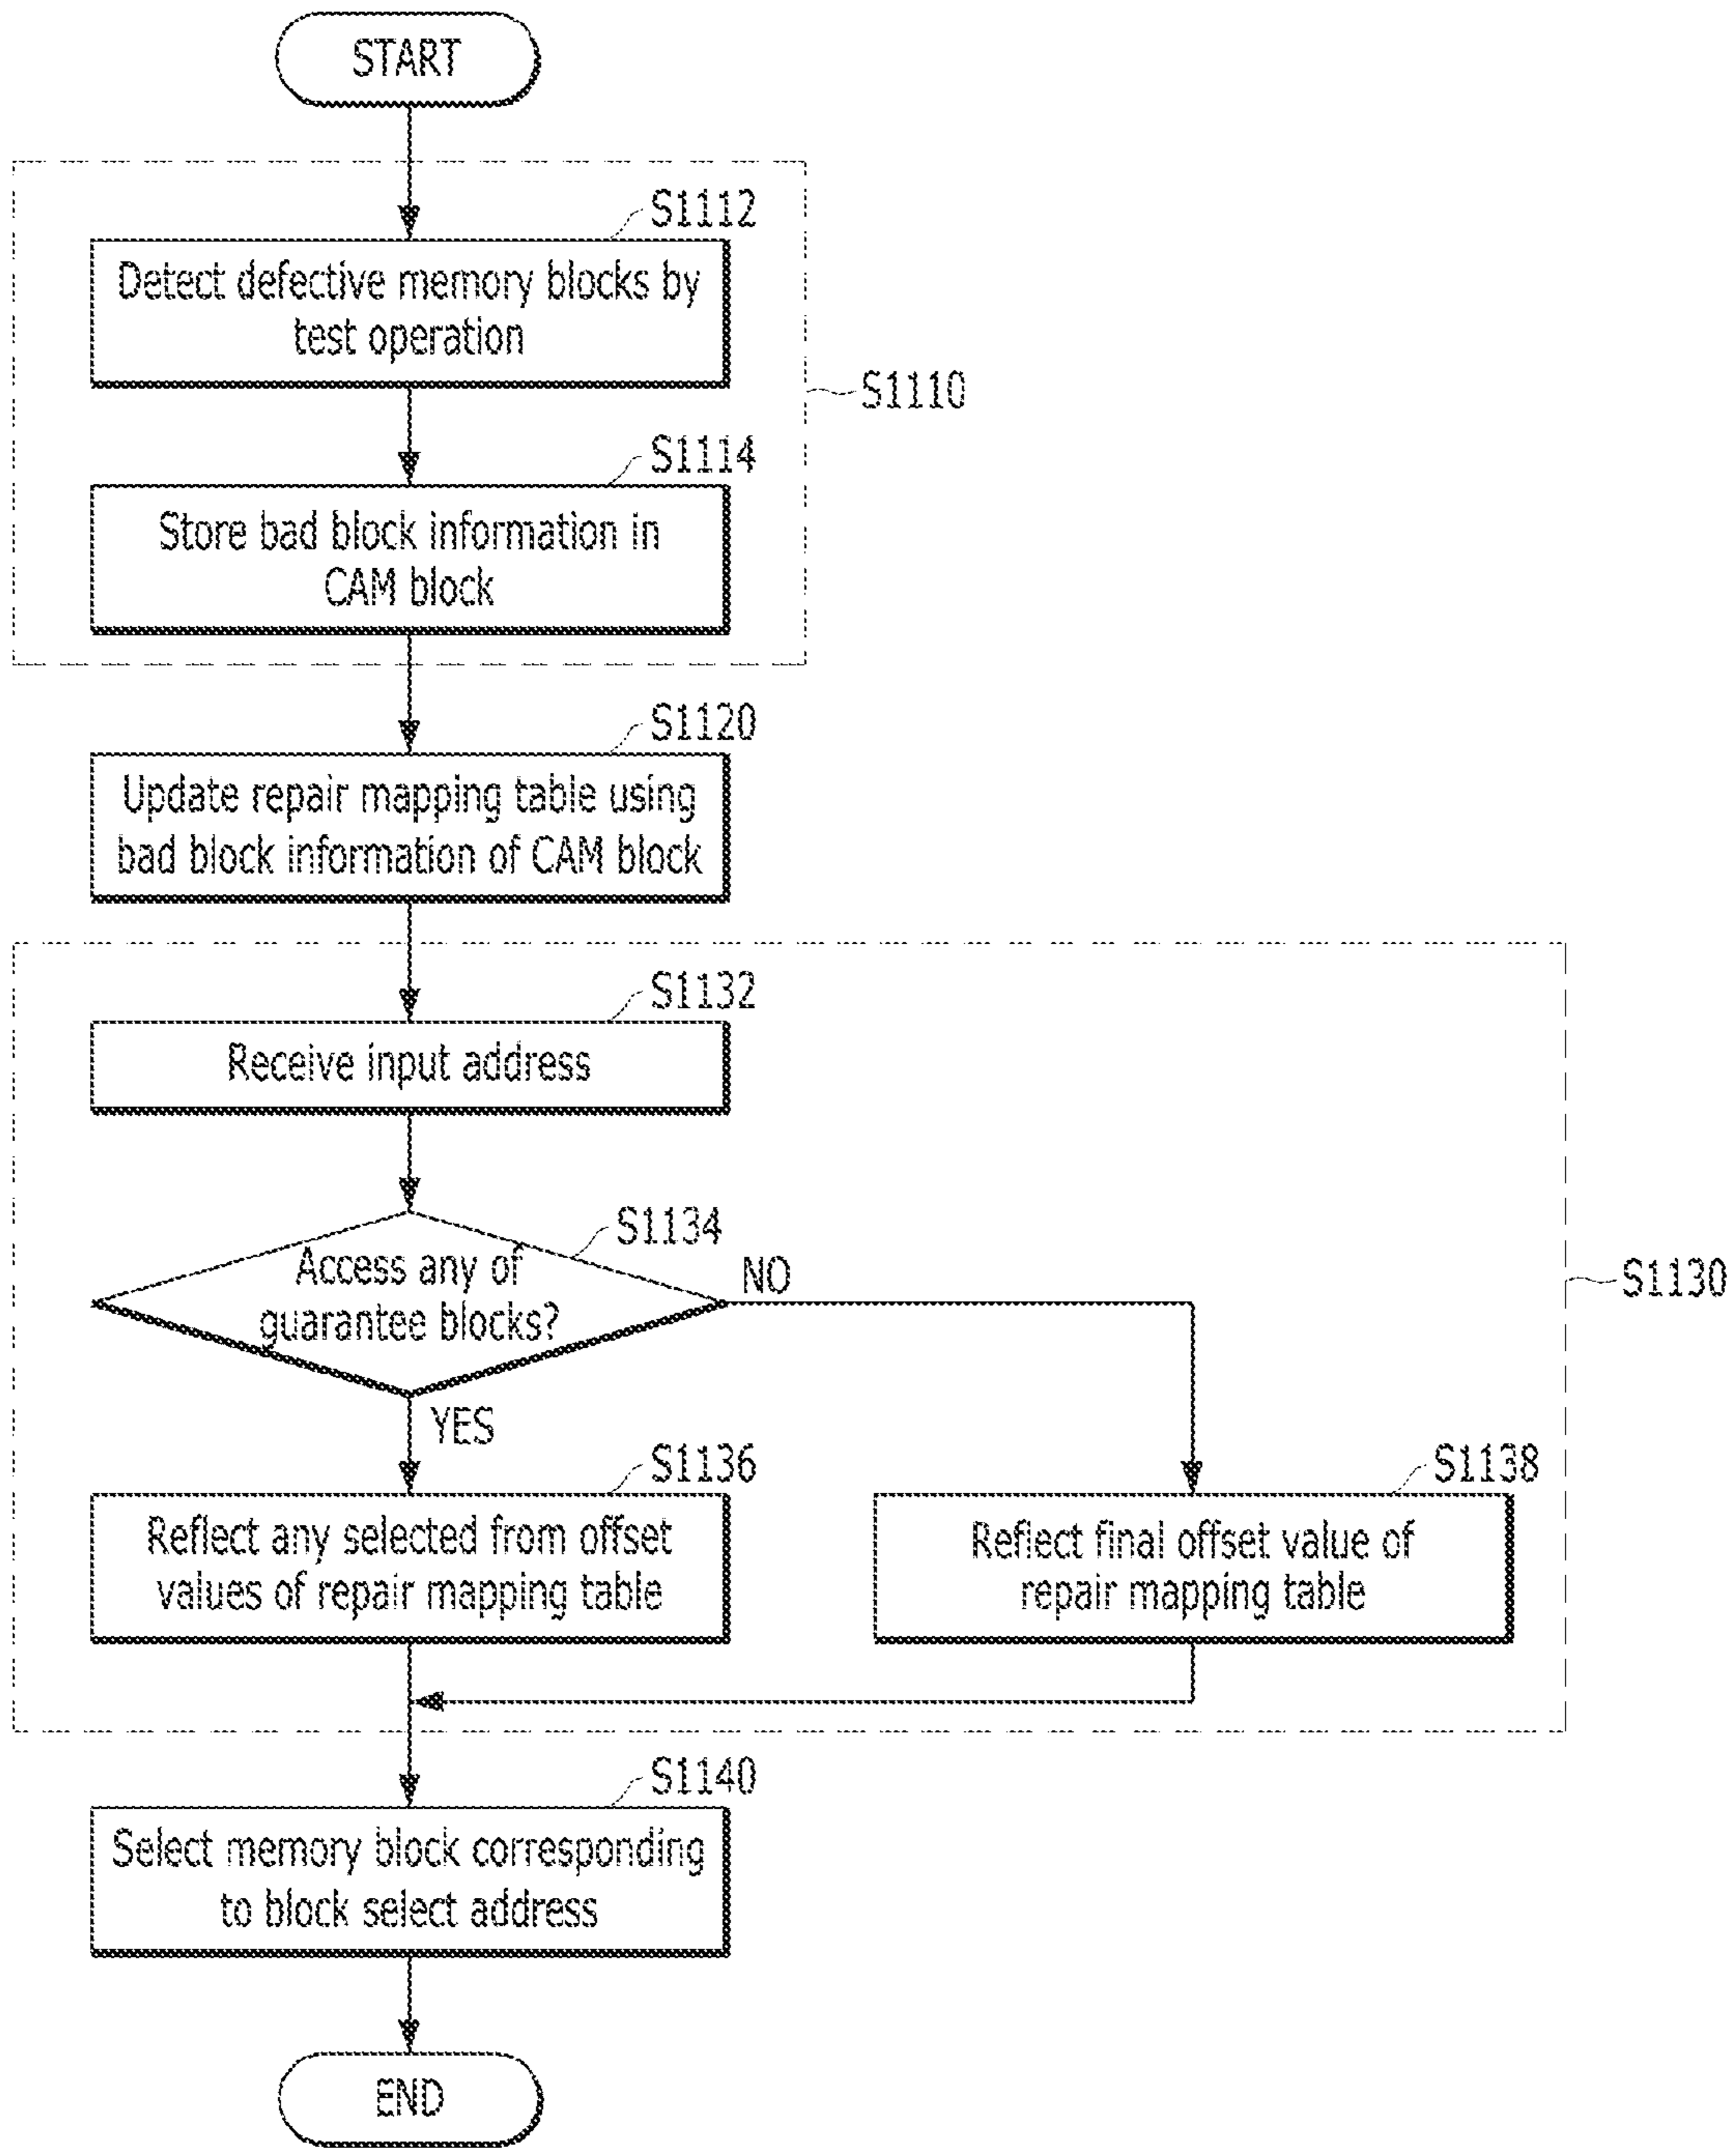 START
S1112
Detect defective memory blocks by
test operation
S1110
S1114
Store bad block information in
CAM block
S1120
Update repair mapping table using
bad block information of CAM block
S1132
Receive input address
S1134
Access any of
guarantee blocks?
NO
S1130
YES
S1136
Reflect any selected from offset
values of repair mapping table
S1138
Reflect final offset value of
repair mapping table
S1140
Select memory block corresponding
to block select address
END